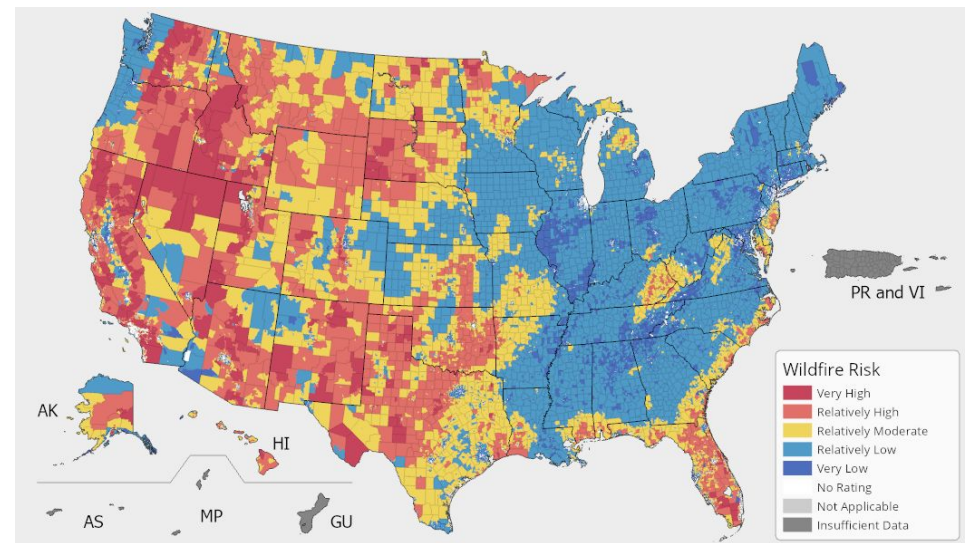 PR and VI
AK
HI
AS
MP
GU
Wildfire Risk
Very High
Relatively High
Relatively Moderate
Relatively Low
Very Low
No Rating
Not Applicable
Insufficient Data